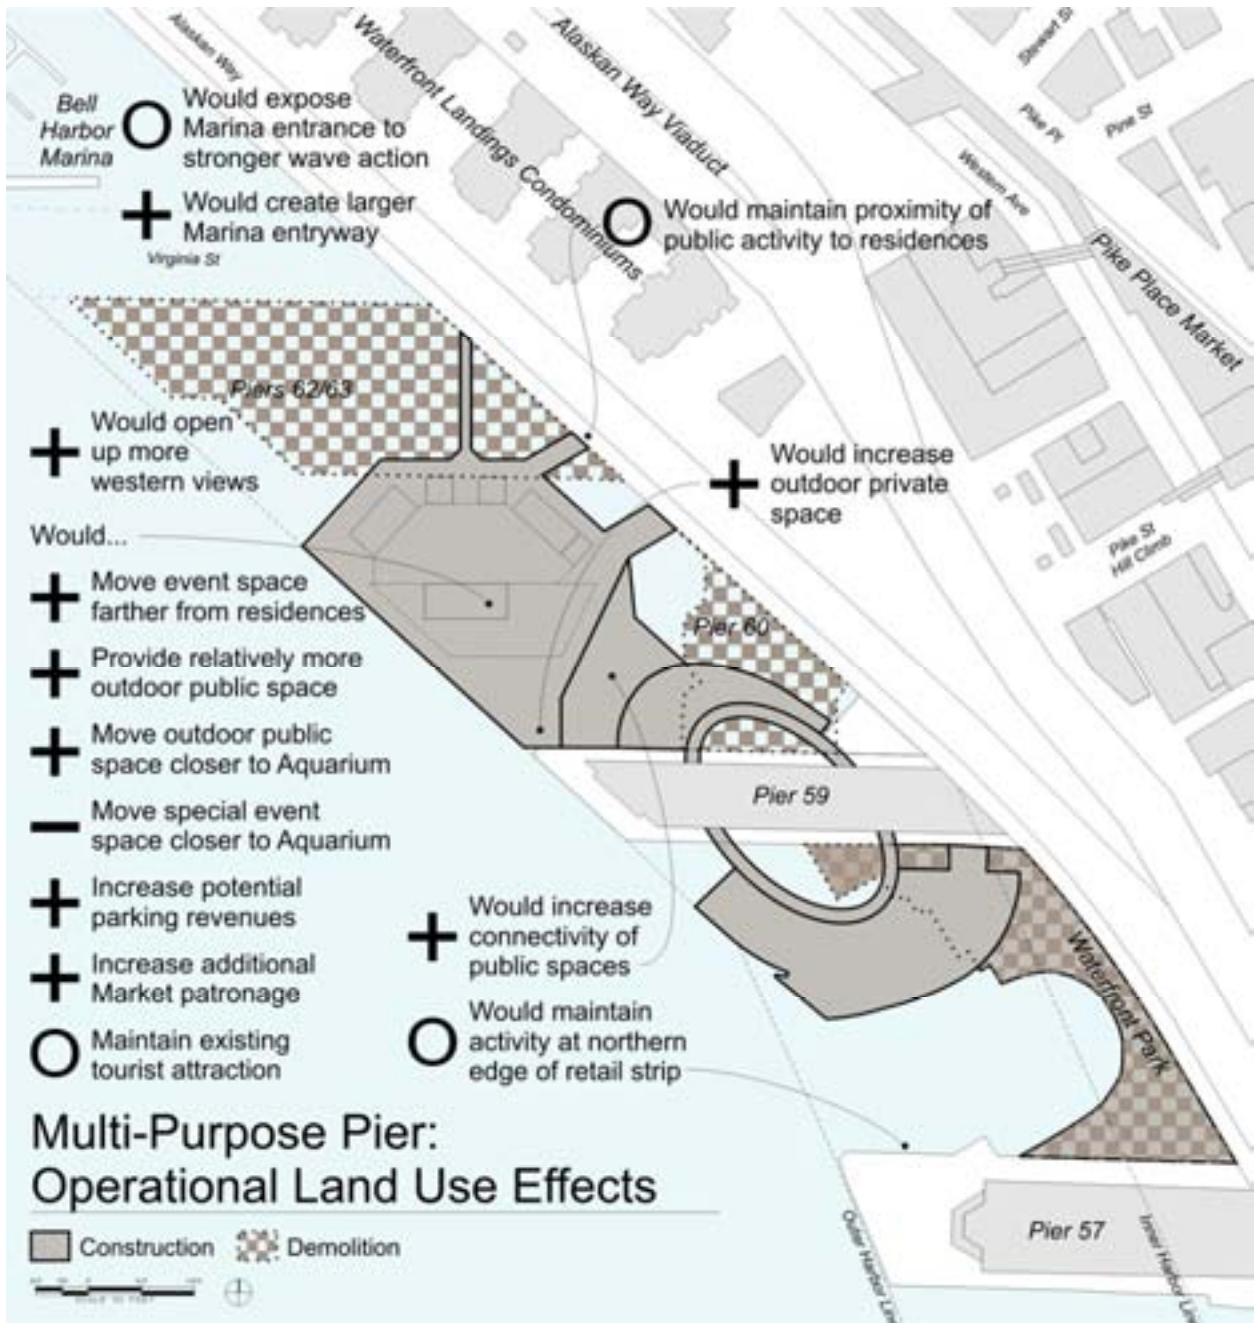 Alaskan Way
Waterfront Landings Condominiums
Alaskan Way Viaduct
Stewart St
Pike Pl
Pine St
Western Ave
Pike Place Market
Bell
Harbor
Marina
Would expose
Marina entrance to
stronger wave action
Would create larger
Marina entryway
Virginia St
Would maintain proximity of
public activity to residences
Piers 62/63
Would open
up more
western views
Would increase
outdoor private
space
Pike St
Hill Climb
Would...
Move event space
farther from residences
Provide relatively more
outdoor public space
Move outdoor public
space closer to Aquarium
Move special event
space closer to Aquarium
Increase potential
parking revenues
Increase additional
Market patronage
Maintain existing
tourist attraction
Pier 60
Pier 59
Would increase
connectivity of
public spaces
Would maintain
activity at northern
edge of retail strip
Waterfront Park
Multi-Purpose Pier:
Operational Land Use Effects
Construction
Demolition
Pier 57
Outer Harbor Line
Inner Harbor Line
SCALE IN FEET